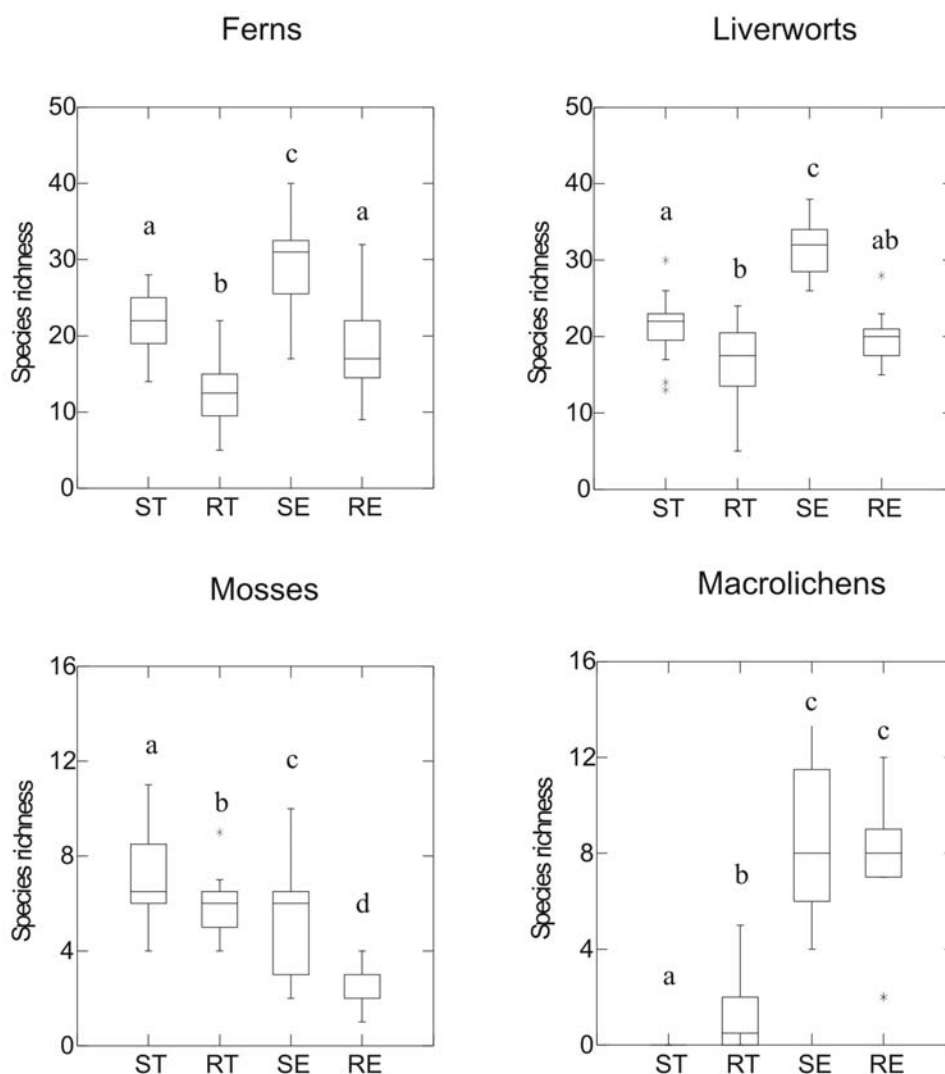 Ferns
50
40
30
20
10
0
Species richness
a
b
c
a
ST RT SE RE
Liverworts
50
40
30
20
10
0
Species richness
a
b
c
ab
ST RT SE RE
Mosses
16
12
8
4
0
Species richness
a
b
c
d
ST RT SE RE
Macrolichens
16
12
8
4
0
Species richness
a
b
c
c
ST RT SE RE